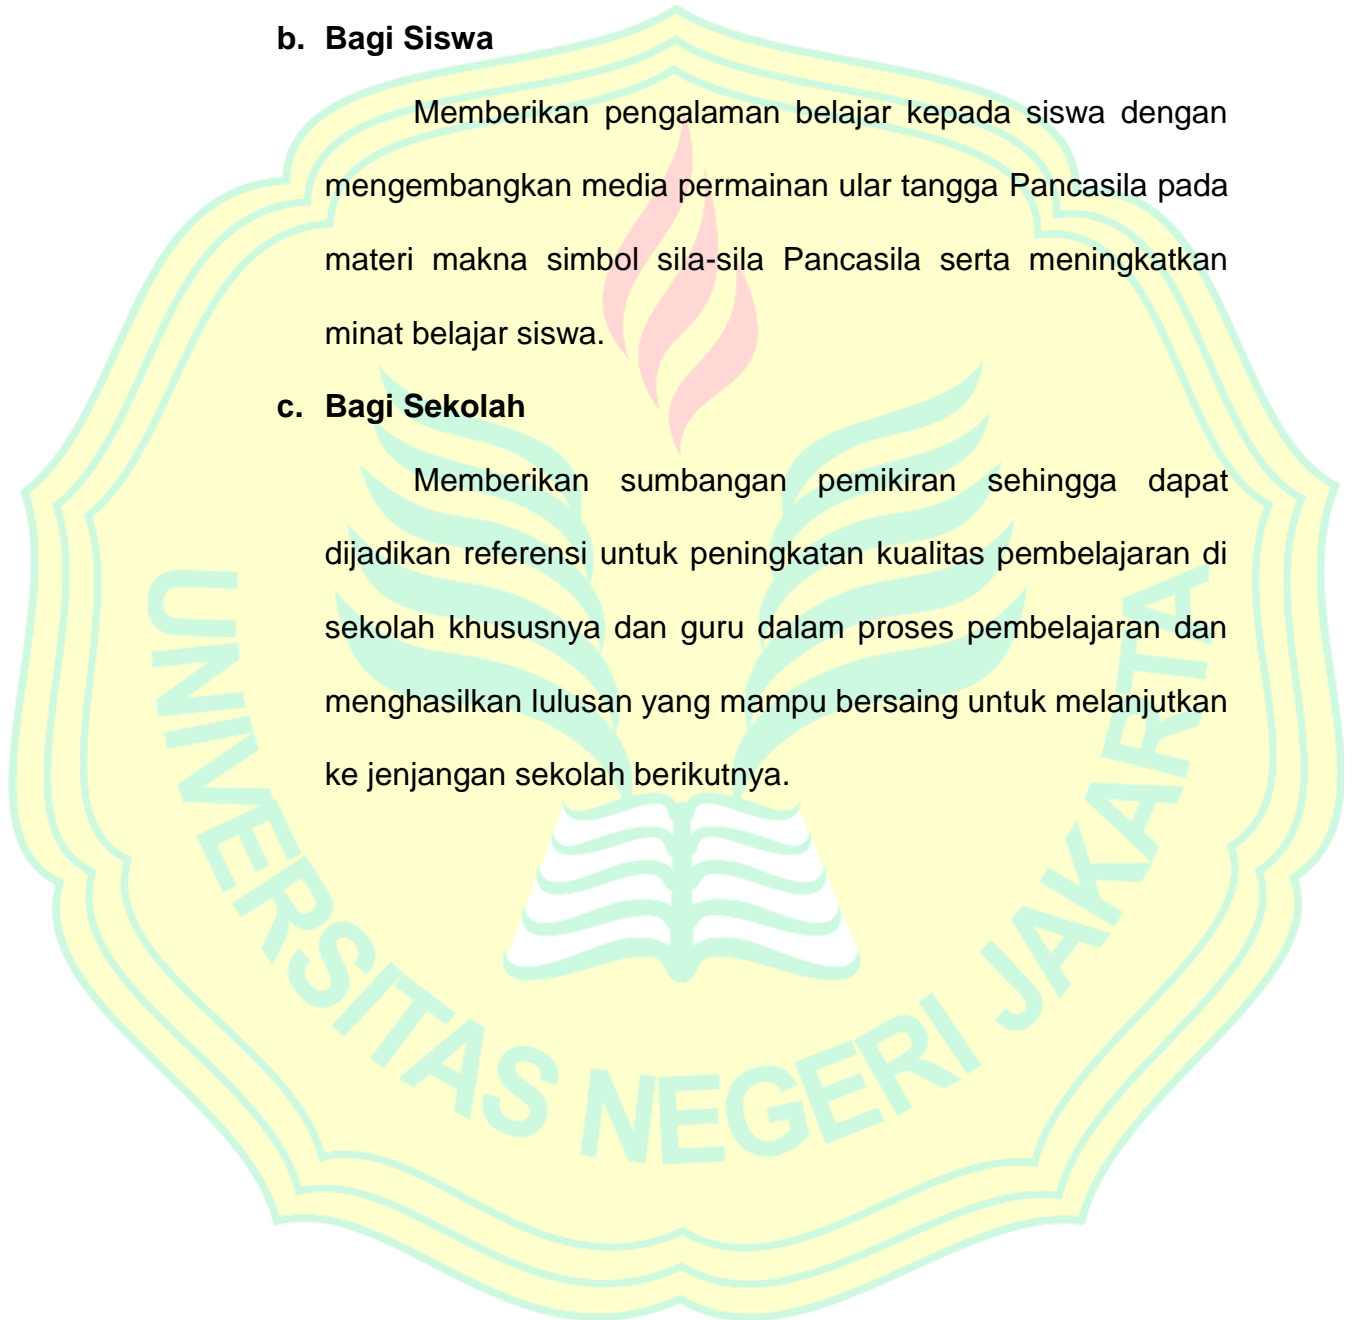 b. Bagi Siswa
Memberikan pengalaman belajar kepada siswa dengan
mengembangkan media permainan ular tangga Pancasila pada
materi makna simbol sila-sila Pancasila serta meningkatkan
minat belajar siswa.
c. Bagi Sekolah
Memberikan sumbangan pemikiran sehingga dapat
dijadikan referensi untuk peningkatan kualitas pembelajaran di
sekolah khususnya dan guru dalam proses pembelajaran dan
menghasilkan lulusan yang mampu bersaing untuk melanjutkan
ke jenjangan sekolah berikutnya.
UNIVERSITAS NEGERI JAKARTA